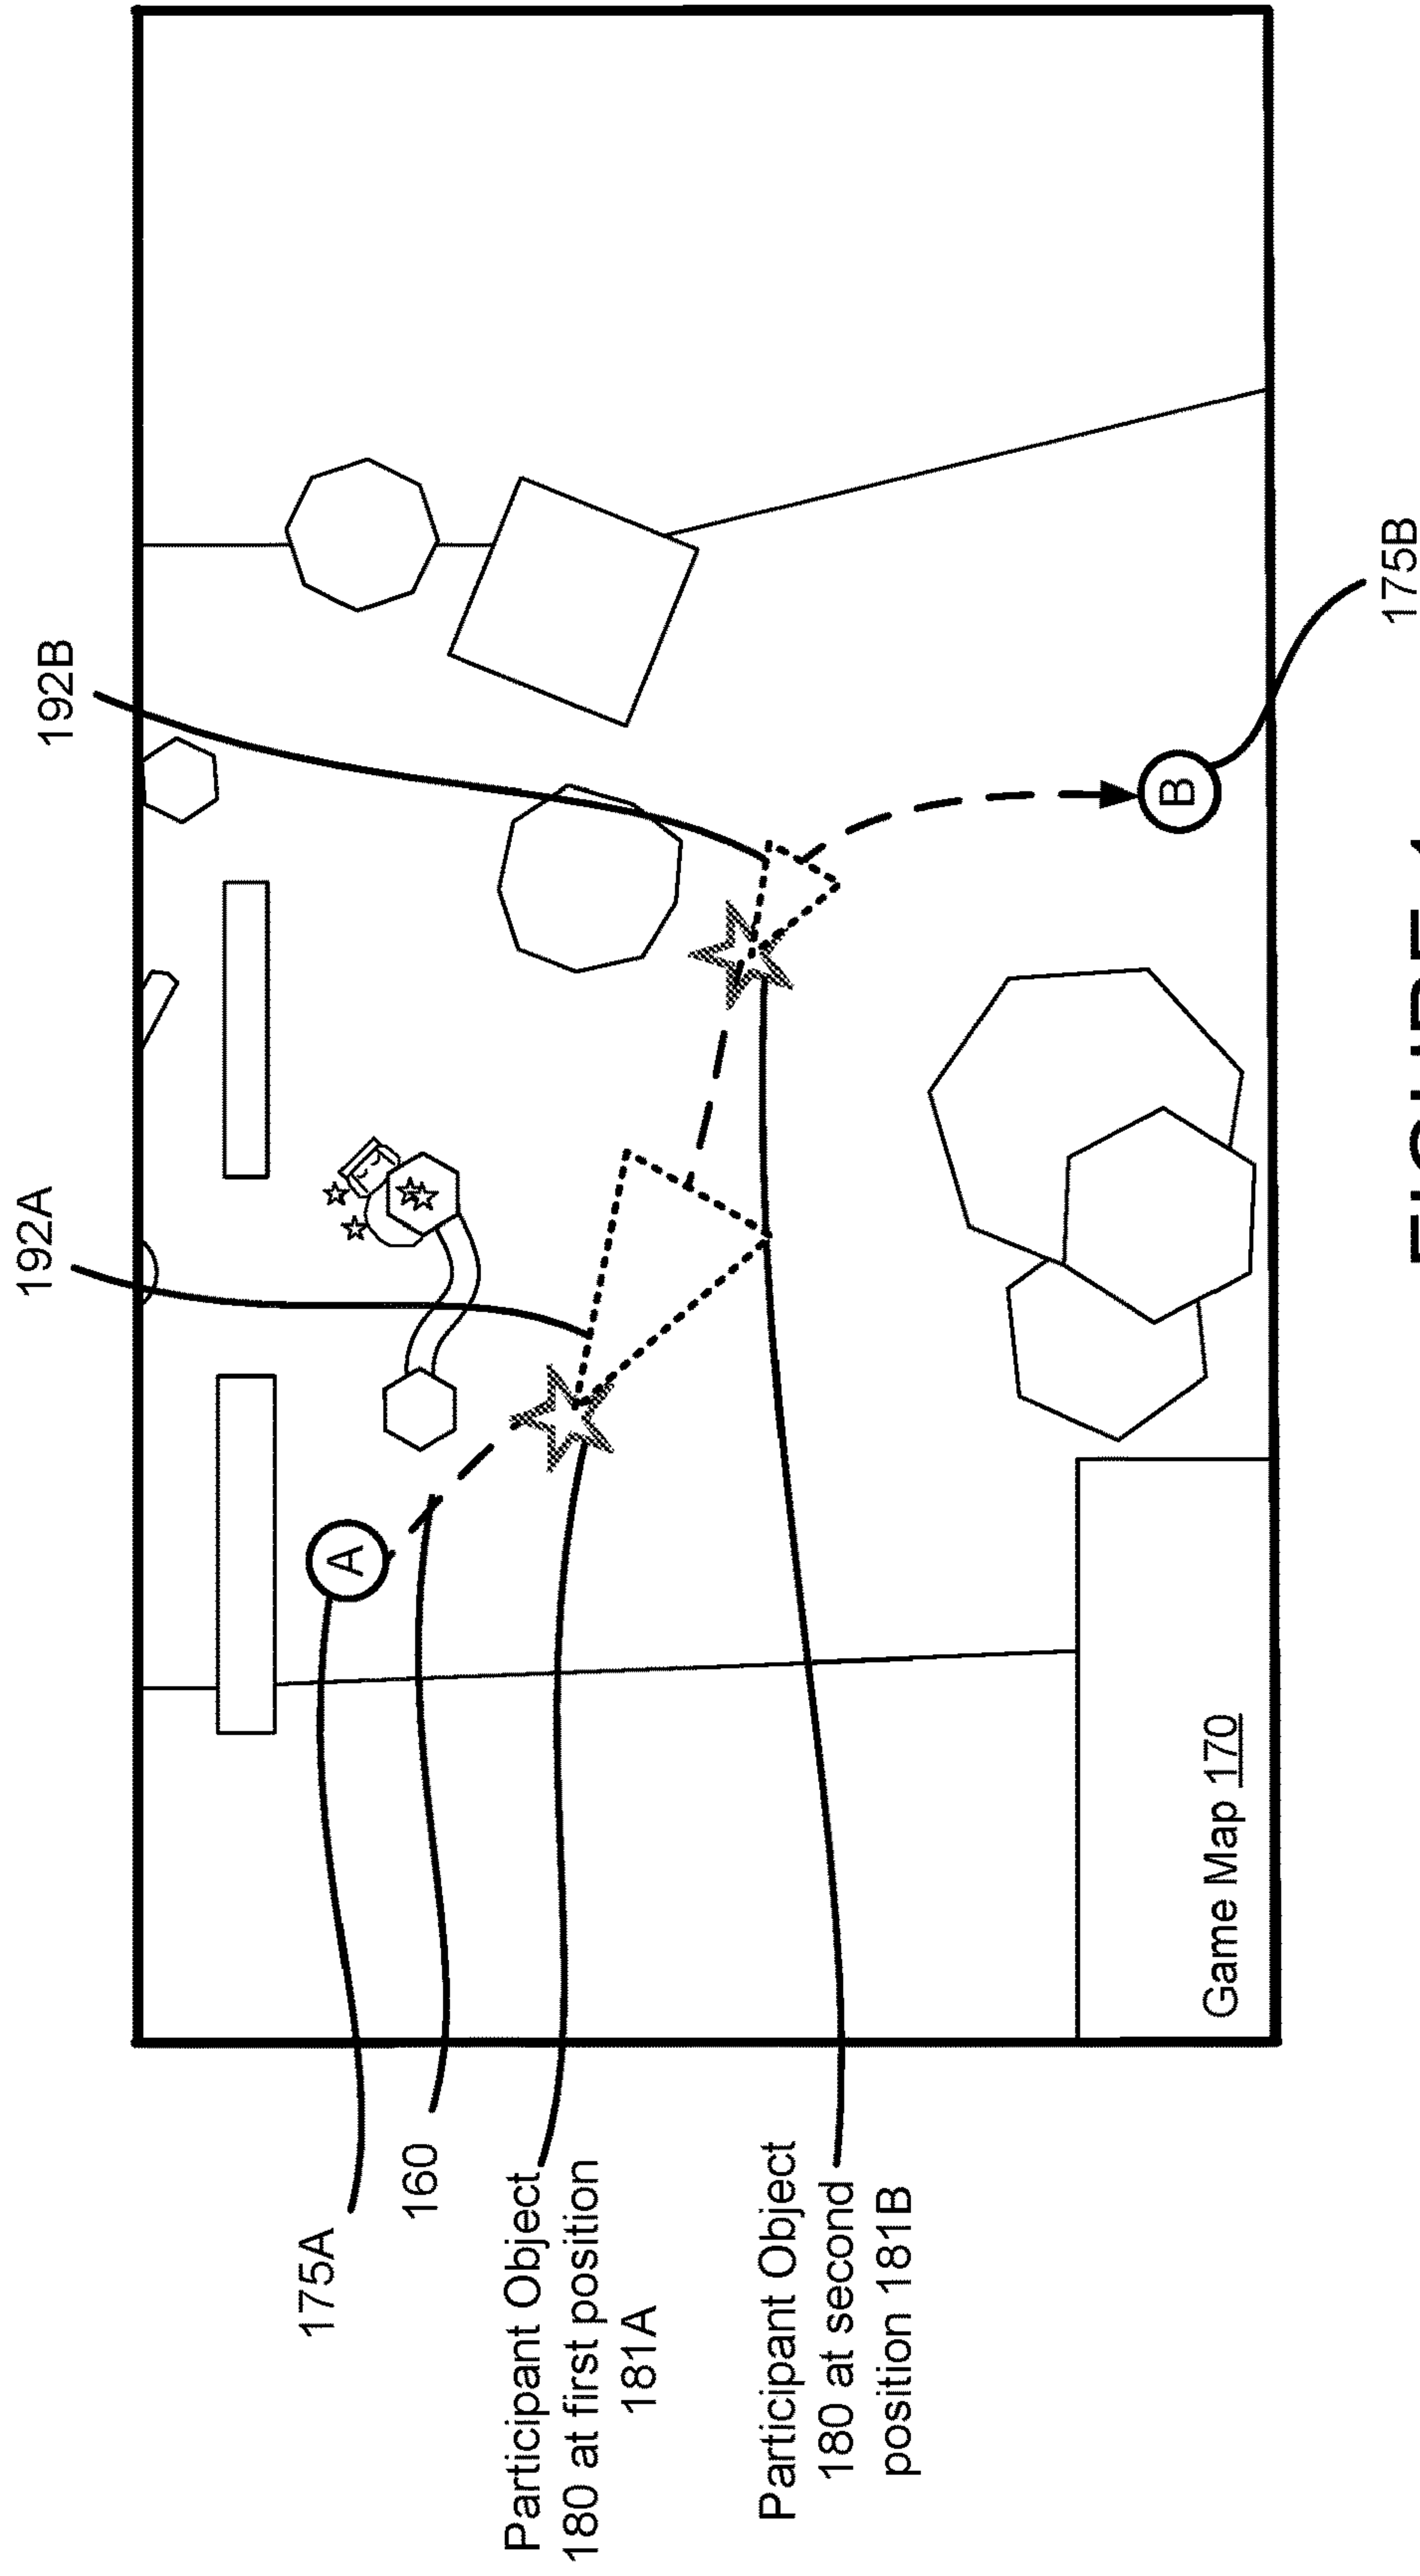 192A
192B
A
B
175B
175A
160
Participant Object
180 at first position
181A
Participant Object
180 at second
position 181B
Game Map 170